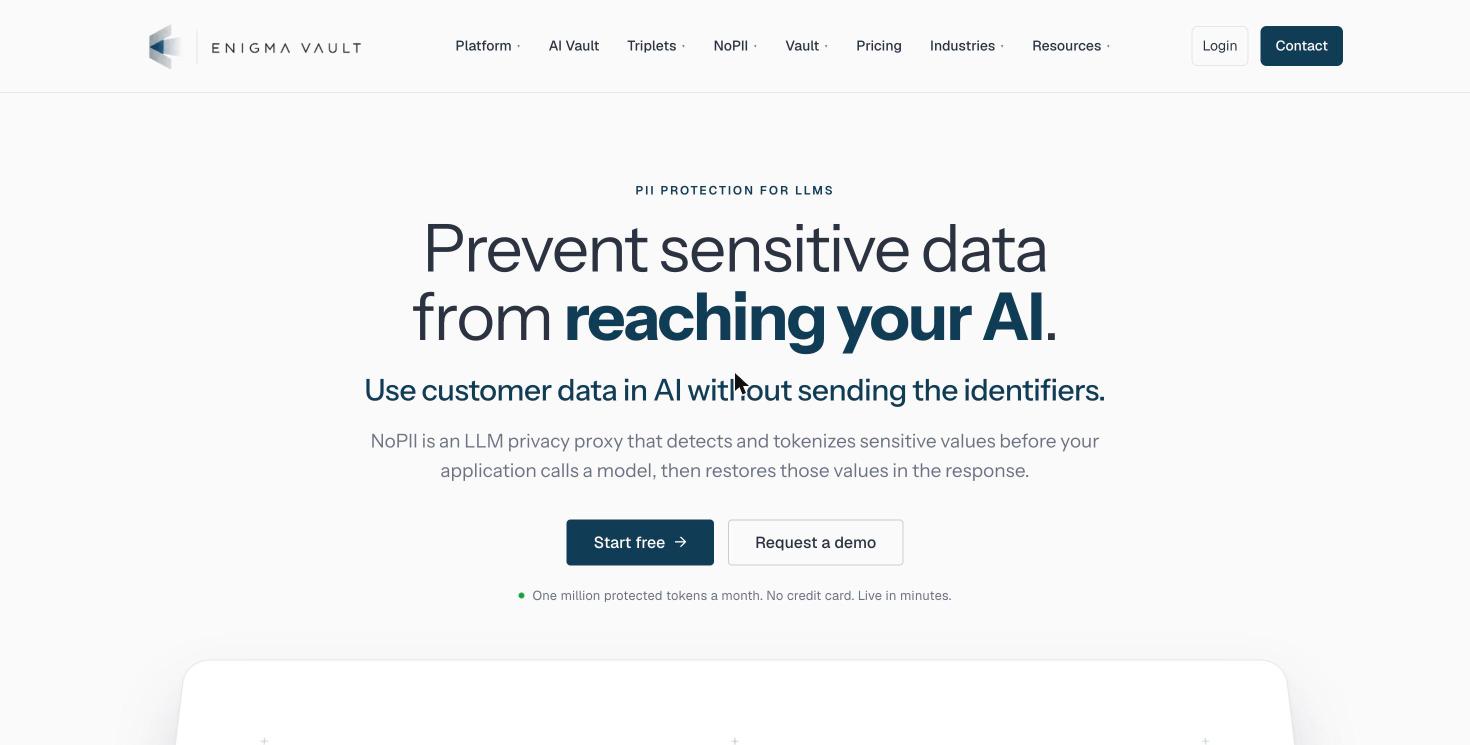 ENIGMA VAULT
Platform
AI Vault
Triplets
NoPII
Vault
Pricing
Industries
Resources
Login
Contact
PII PROTECTION FOR LLMS
Prevent sensitive data
from reaching your AI.
Use customer data in AI without sending the identifiers.
NoPII is an LLM privacy proxy that detects and tokenizes sensitive values before your
application calls a model, then restores those values in the response.
Start free →
Request a demo
One million protected tokens a month. No credit card. Live in minutes.